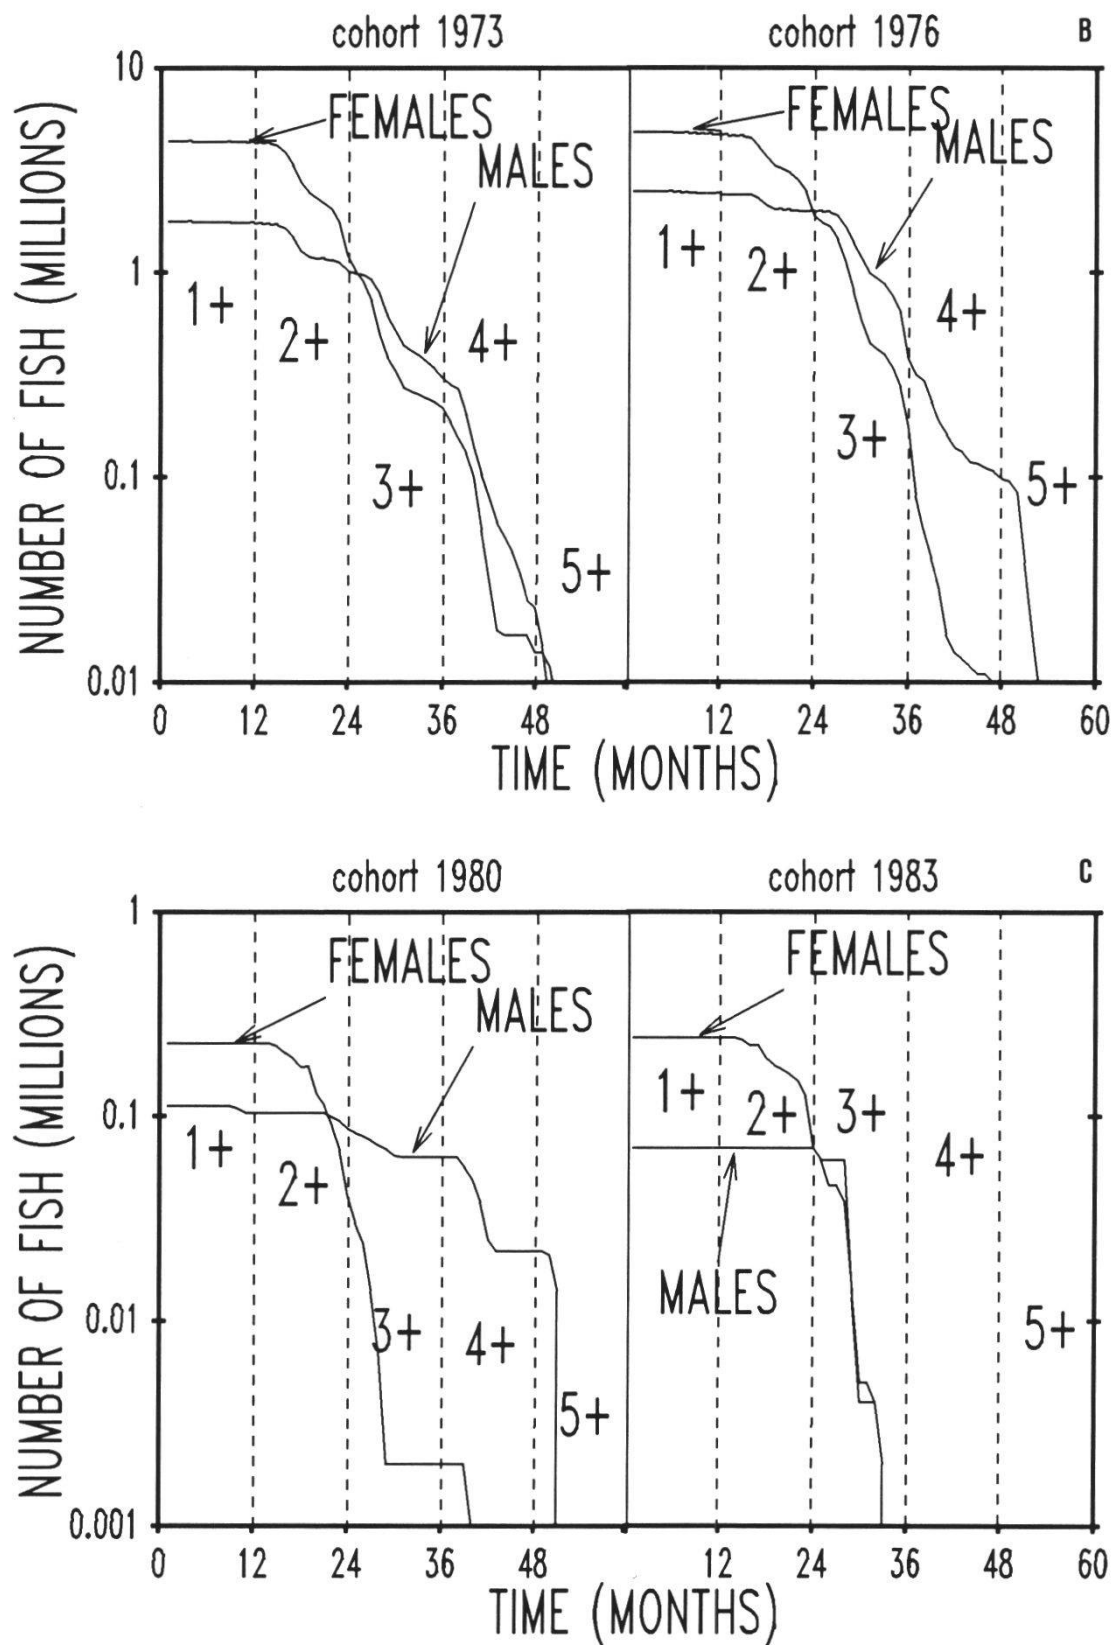 cohort 1973
cohort 1976
B
NUMBER OF FISH (MILLIONS)
10
1
0.1
0.01
FEMALES
MALES
1+
2+
3+
4+
5+
FEMALES
MALES
1+
2+
3+
4+
5+
0 12 24 36 48 12 24 36 48 60
TIME (MONTHS)
cohort 1980
cohort 1983
C
NUMBER OF FISH (MILLIONS)
1
0.1
0.01
0.001
FEMALES
MALES
1+
2+
3+
4+
5+
FEMALES
MALES
1+
2+
3+
4+
5+
0 12 24 36 48 12 24 36 48 60
TIME (MONTHS)